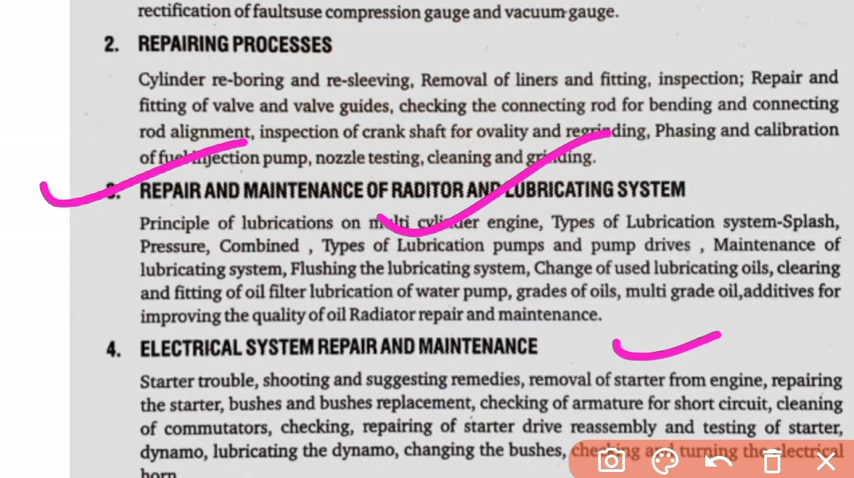 rectification of faultsuse compression gauge and vacuum gauge.
2. REPAIRING PROCESSES
Cylinder re-boring and re-sleeving, Removal of liners and fitting, inspection; Repair and
fitting of valve and valve guides, checking the connecting rod for bending and connecting
rod alignment, inspection of crank shaft for ovality and regrinding, Phasing and calibration
of fuel injection pump, nozzle testing, cleaning and grinding.
3. REPAIR AND MAINTENANCE OF RADITOR AND LUBRICATING SYSTEM
Principle of lubrications on multi cylinder engine, Types of Lubrication system-Splash,
Pressure, Combined , Types of Lubrication pumps and pump drives , Maintenance of
lubricating system, Flushing the lubricating system, Change of used lubricating oils, clearing
and fitting of oil filter lubrication of water pump, grades of oils, multi grade oil,additives for
improving the quality of oil Radiator repair and maintenance.
4. ELECTRICAL SYSTEM REPAIR AND MAINTENANCE
Starter trouble, shooting and suggesting remedies, removal of starter from engine, repairing
the starter, bushes and bushes replacement, checking of armature for short circuit, cleaning
of commutators, checking, repairing of starter drive reassembly and testing of starter,
dynamo, lubricating the dynamo, changing the bushes, checking and turning the electrical
horn